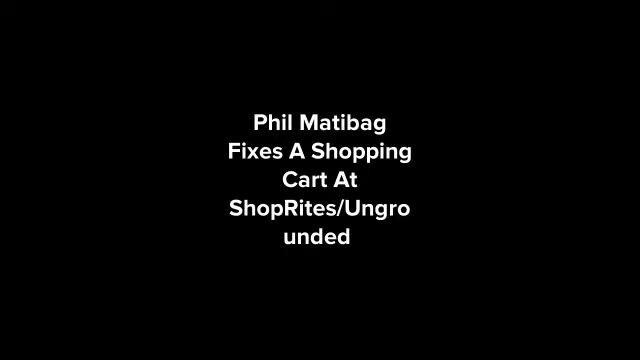 Phil Matibag
Fixes A Shopping
Cart At
ShopRites/Ungro
unded